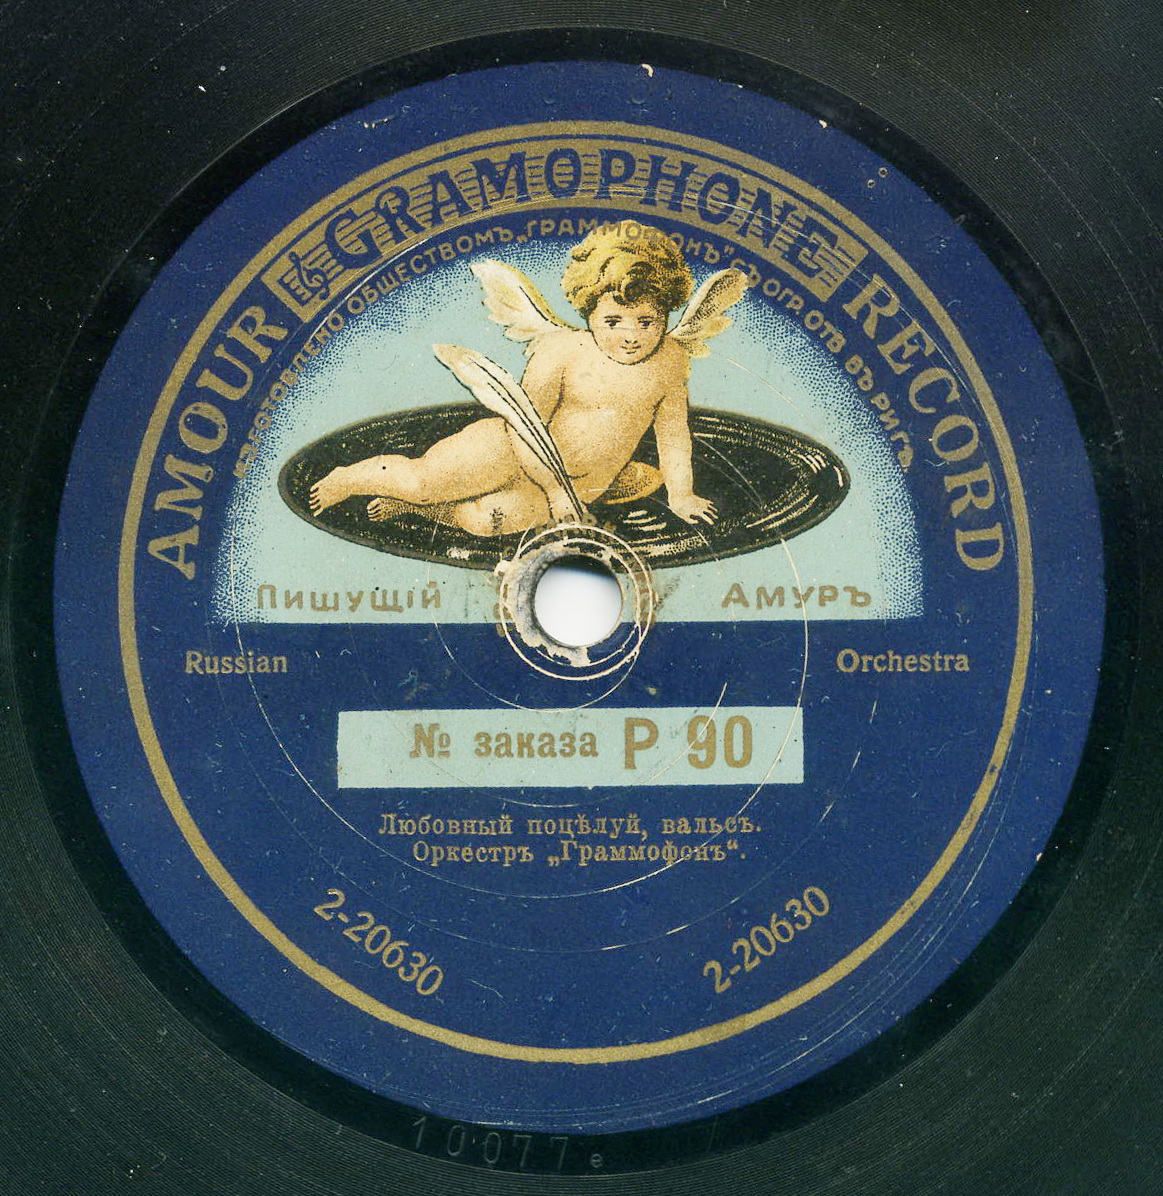 AMOUR GRAMOPHONE RECORD
ИЗГОТОВЛЕНО ОБЩЕСТВОМЪ „ГРАММОФОНЪ“ СЪ ОГР. ОТВ. ВЪ РИГѢ
ПИШУЩІЙ АМУРЪ
Russian Orchestra
№ заказа Р 90
Любовный поцѣлуй, вальсъ.
Оркестръ „Граммофонъ“.
2-20630 2-20630
10077 e